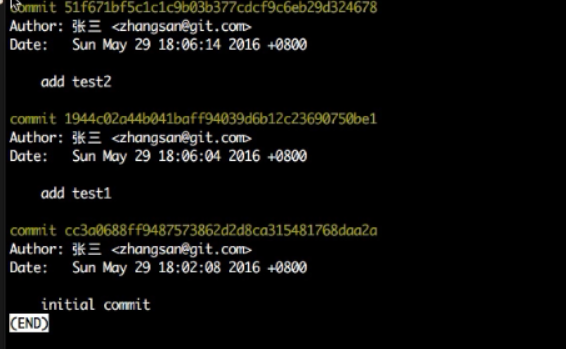 commit 51f671bf5c1c1c9b03b377cdcf9c6eb29d324678
Author: 张三 <zhangsan@git.com>
Date:   Sun May 29 18:06:14 2016 +0800
add test2
commit 1944c02a44b041baff94039d6b12c23690750be1
Author: 张三 <zhangsan@git.com>
Date:   Sun May 29 18:06:04 2016 +0800
add test1
commit cc3a0688ff9487573862d2d8ca315481768daa2a
Author: 张三 <zhangsan@git.com>
Date:   Sun May 29 18:02:08 2016 +0800
initial commit
(END)